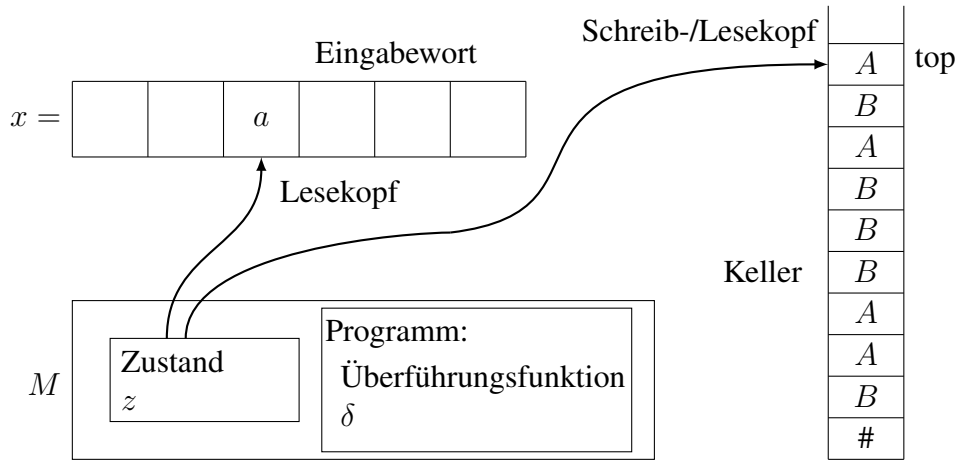 Eingabewort
x = a
Lesekopf
Schreib-/Lesekopf
top
A
B
A
B
B
B
A
A
B
#
Keller
M
Zustand
z
Programm:
Überführungsfunktion
δ